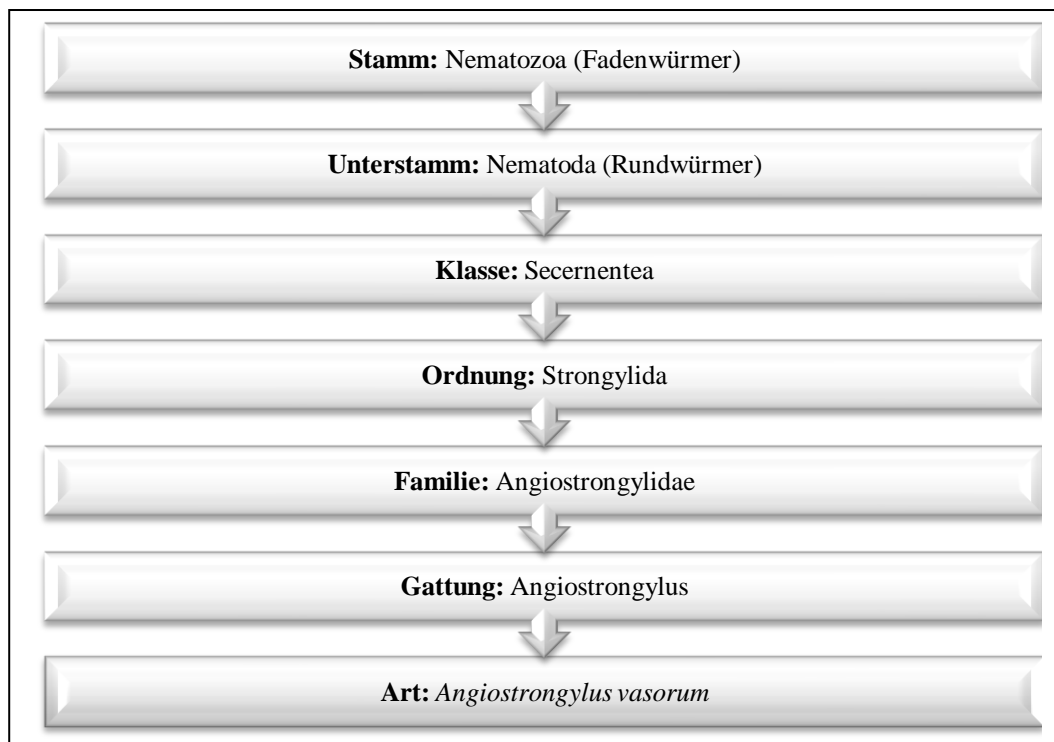 Stamm: Nematozoa (Fadenwürmer)
Unterstamm: Nematoda (Rundwürmer)
Klasse: Secernentea
Ordnung: Strongylida
Familie: Angiostrongylidae
Gattung: Angiostrongylus
Art: Angiostrongylus vasorum